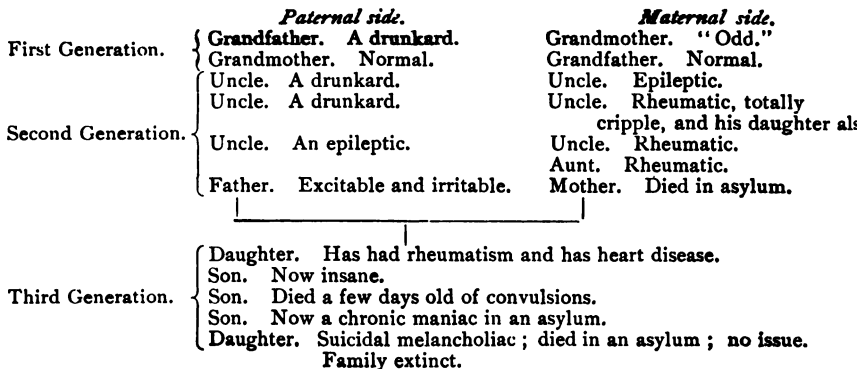 Paternal side. Maternal side.
First Generation. Grandfather. A drunkard. Grandmother. "Odd."
Grandmother. Normal. Grandfather. Normal.
Uncle. A drunkard. Uncle. Epileptic.
Uncle. A drunkard. Uncle. Rheumatic, totally
Second Generation. cripple, and his daughter als
Uncle. An epileptic. Uncle. Rheumatic.
Aunt. Rheumatic.
Father. Excitable and irritable. Mother. Died in asylum.
Daughter. Has had rheumatism and has heart disease.
Son. Now insane.
Third Generation. Son. Died a few days old of convulsions.
Son. Now a chronic maniac in an asylum.
Daughter. Suicidal melancholiac; died in an asylum; no issue.
Family extinct.